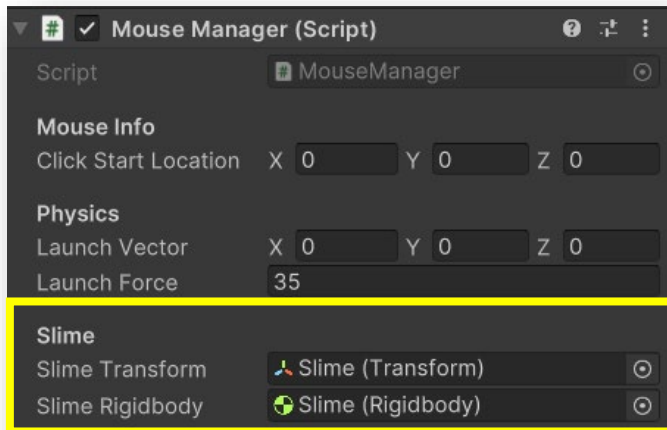 Mouse Manager (Script)
Script MouseManager
Mouse Info
Click Start Location X 0 Y 0 Z 0
Physics
Launch Vector X 0 Y 0 Z 0
Launch Force 35
Slime
Slime Transform Slime (Transform)
Slime Rigidbody Slime (Rigidbody)